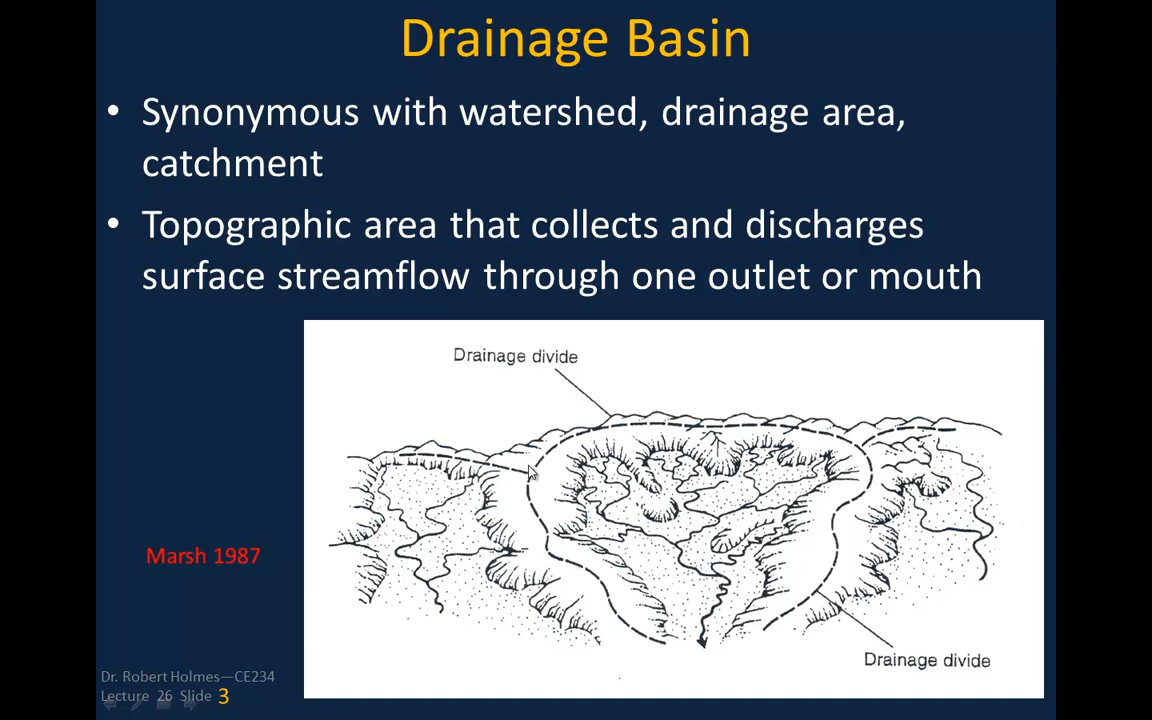 Drainage Basin
• Synonymous with watershed, drainage area,
catchment
• Topographic area that collects and discharges
surface streamflow through one outlet or mouth
Drainage divide
Marsh 1987
Drainage divide
Dr. Robert Holmes—CE234
Lecture 26 Slide 3